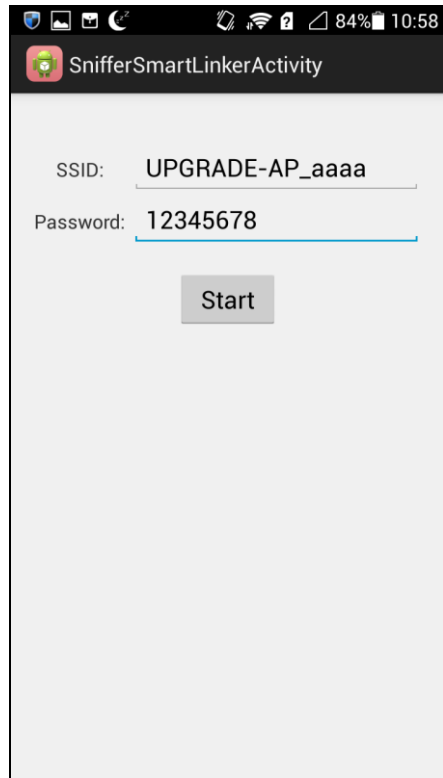 84% 10:58
SnifferSmartLinkerActivity
SSID: UPGRADE-AP_aaaa
Password: 12345678
Start